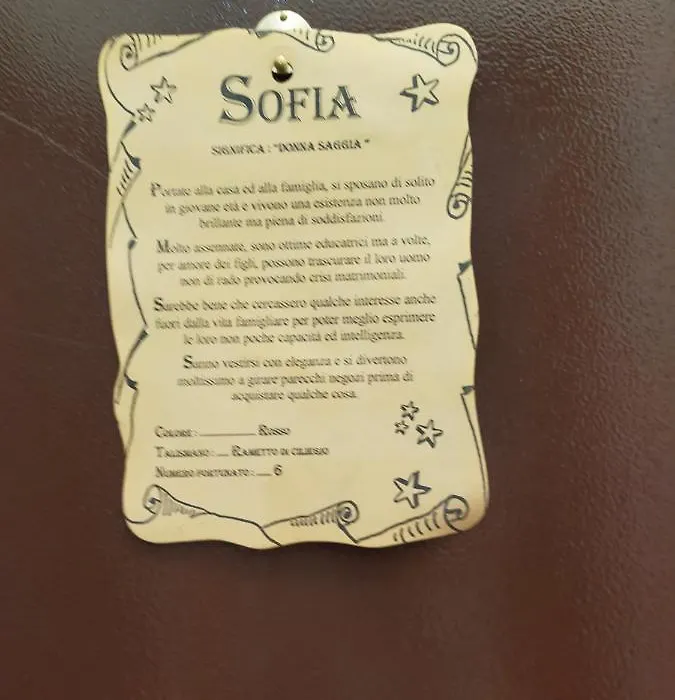 SOFIA
SIGNIFICA : "DONNA SAGGIA "
Portate alla casa ed alla famiglia, si sposano di solito
in giovane età e vivono una esistenza non molto
brillante ma piena di soddisfazioni.
Molto assennate, sono ottime educatrici ma a volte,
per amore dei figli, possono trascurare il loro uomo
non di rado provocando crisi matrimoniali.
Sarebbe bene che cercassero qualche interesse anche
fuori dalla vita famigliare per poter meglio esprimere
le loro non poche capacità ed intelligenza.
Sanno vestirsi con eleganza e si divertono
moltissimo a girare parecchi negozi prima di
acquistare qualche cosa.
COLORE : ________ ROSSO
TALISMANO : __ RAMETTO DI CILIEGIO
NUMERO FORTUNATO : __ 6